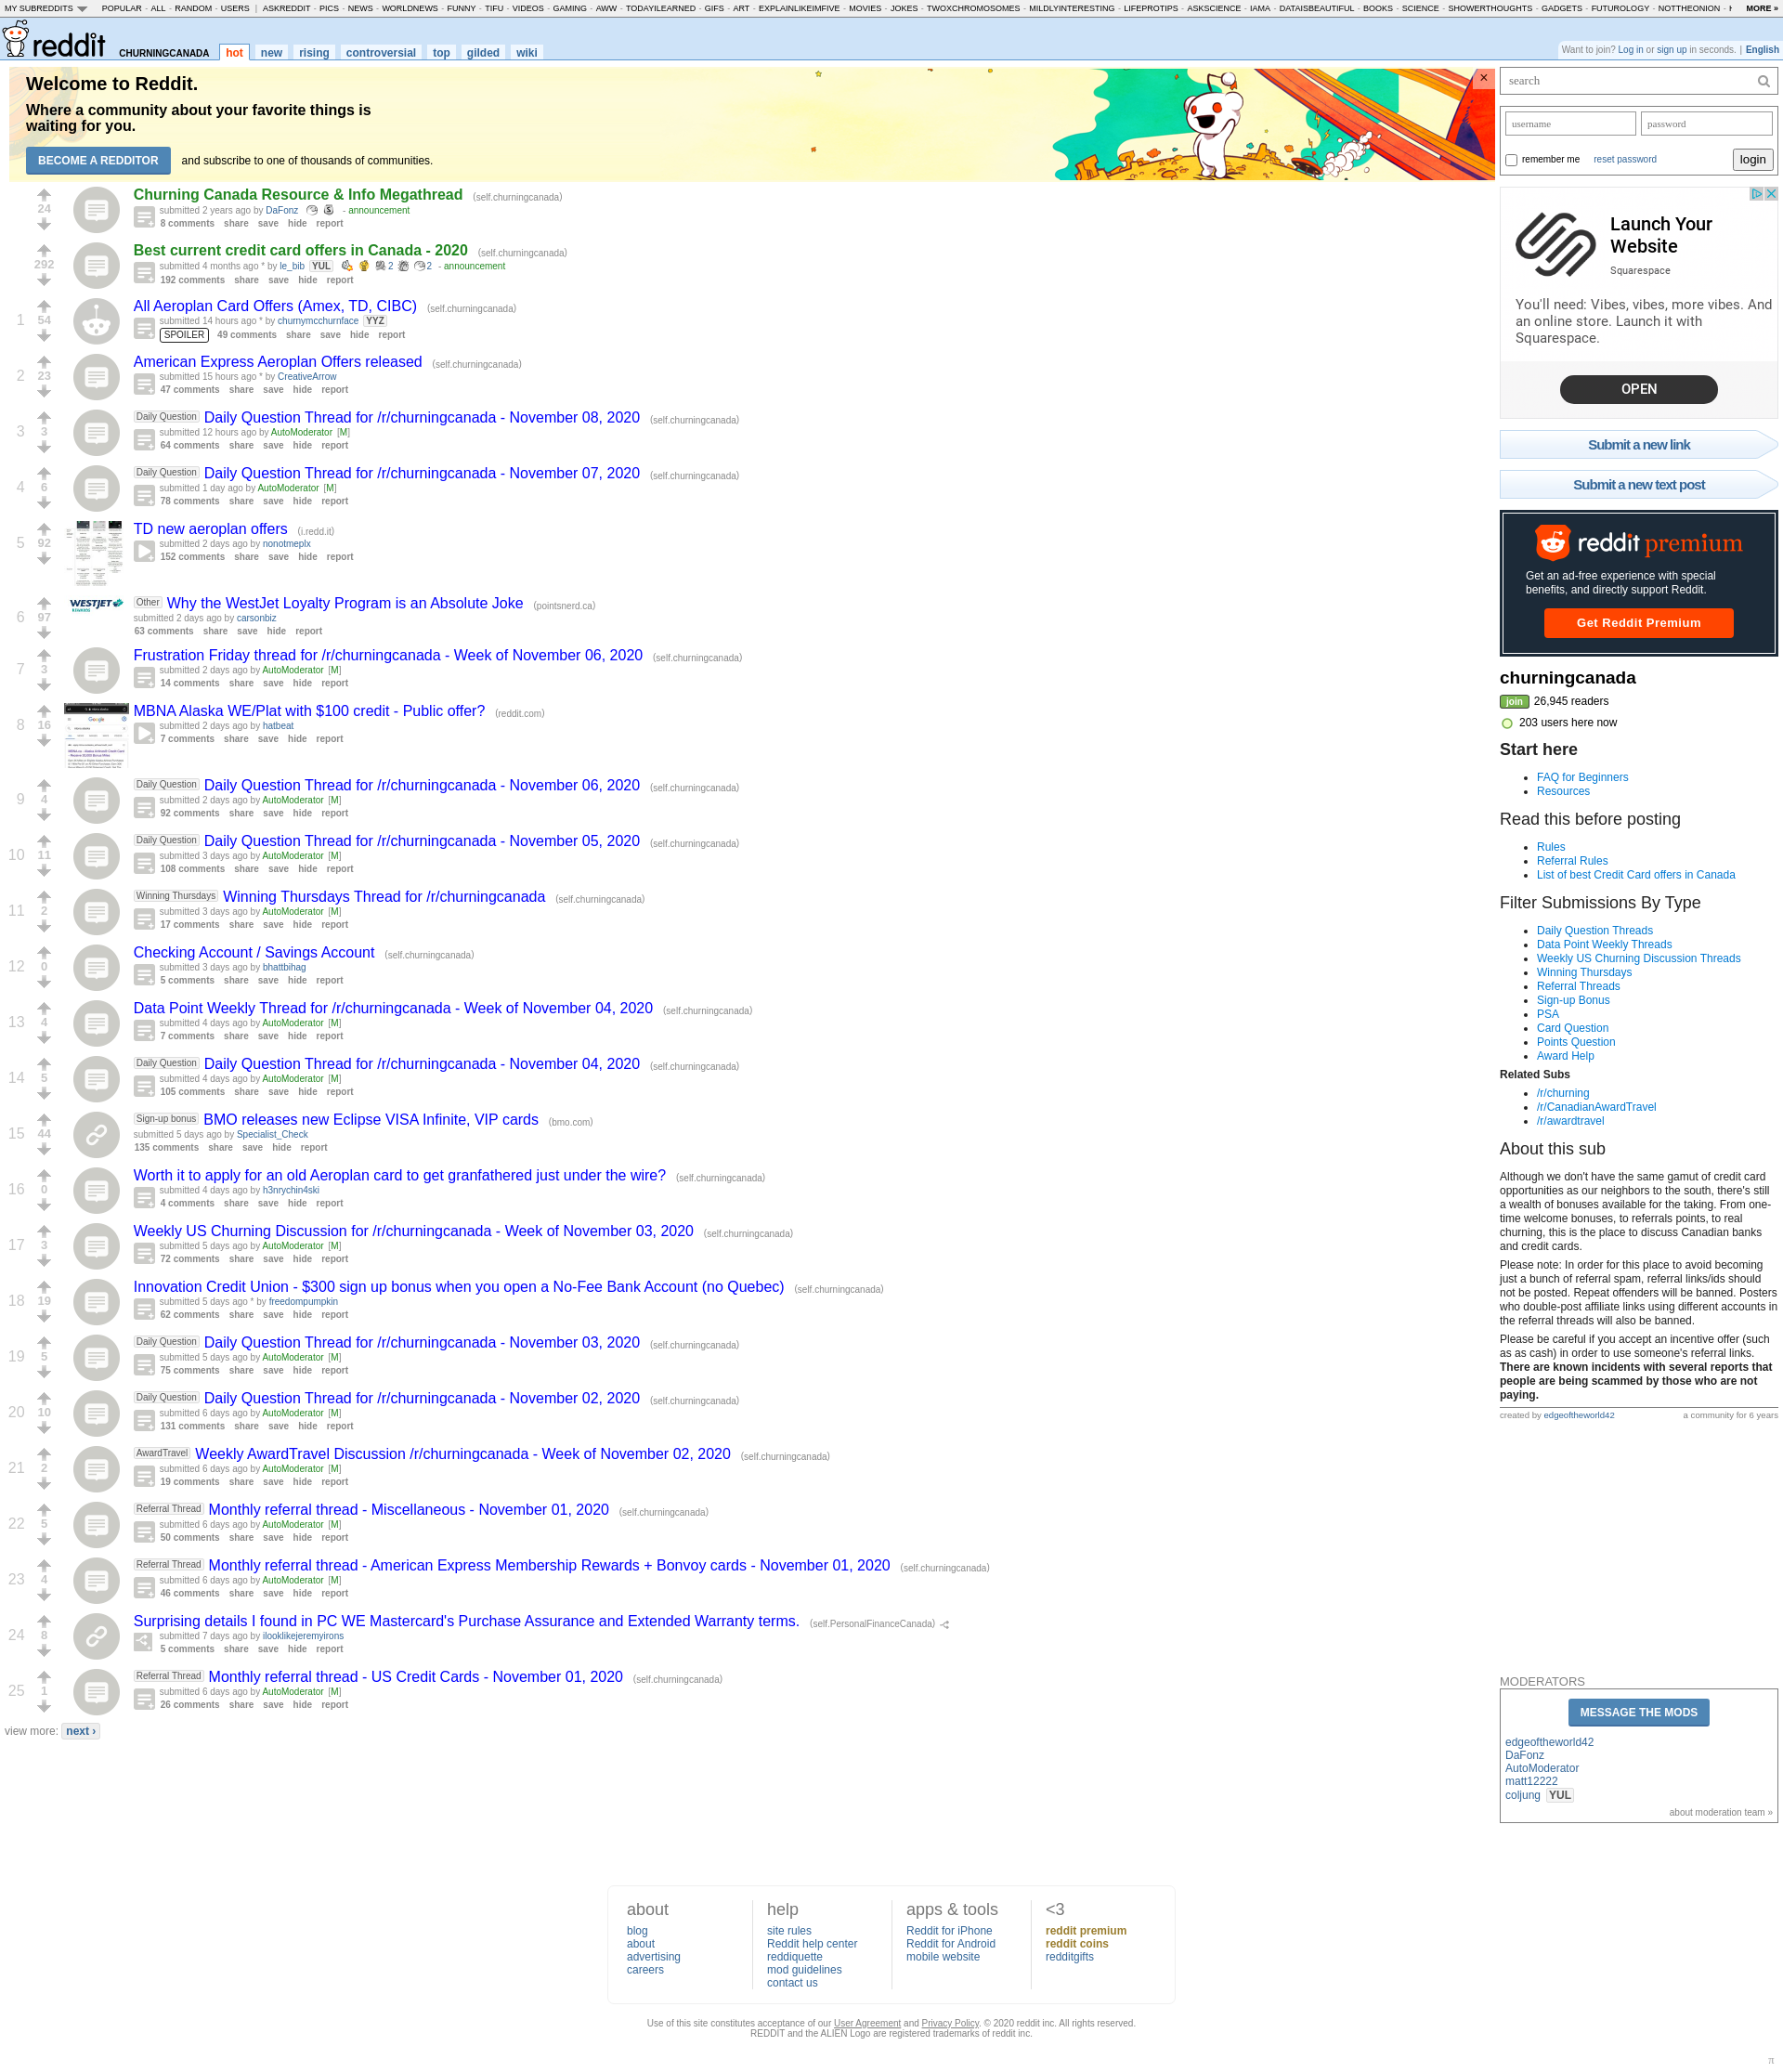 MY SUBREDDITS POPULAR - ALL - RANDOM - USERS | ASKREDDIT - PICS - NEWS - WORLDNEWS - FUNNY - TIFU - VIDEOS - GAMING - AWW - TODAYILEARNED - GIFS - ART - EXPLAINLIKEIMFIVE - MOVIES - JOKES - TWOXCHROMOSOMES - MILDLYINTERESTING - LIFEPROTIPS - ASKSCIENCE - IAMA - DATAISBEAUTIFUL - BOOKS - SCIENCE - SHOWERTHOUGHTS - GADGETS - FUTUROLOGY - NOTTHEONION - MORE »
reddit CHURNINGCANADA hot new rising controversial top gilded wiki
Want to join? Log in or sign up in seconds. | English
Welcome to Reddit.
Where a community about your favorite things is
waiting for you.
BECOME A REDDITOR and subscribe to one of thousands of communities.
×
24
Churning Canada Resource & Info Megathread (self.churningcanada)
submitted 2 years ago by DaFonz - announcement
8 comments share save hide report
292
Best current credit card offers in Canada - 2020 (self.churningcanada)
submitted 4 months ago * by le_bib YUL 2 2 - announcement
192 comments share save hide report
1 54
All Aeroplan Card Offers (Amex, TD, CIBC) (self.churningcanada)
submitted 14 hours ago * by churnymcchurnface YYZ
SPOILER 49 comments share save hide report
2 23
American Express Aeroplan Offers released (self.churningcanada)
submitted 15 hours ago * by CreativeArrow
47 comments share save hide report
3 3
Daily Question Daily Question Thread for /r/churningcanada - November 08, 2020 (self.churningcanada)
submitted 12 hours ago by AutoModerator [M]
64 comments share save hide report
4 6
Daily Question Daily Question Thread for /r/churningcanada - November 07, 2020 (self.churningcanada)
submitted 1 day ago by AutoModerator [M]
78 comments share save hide report
5 92
TD new aeroplan offers (i.redd.it)
submitted 2 days ago by nonotmeplx
152 comments share save hide report
6 97
WESTJET REWARDS
Other Why the WestJet Loyalty Program is an Absolute Joke (pointsnerd.ca)
submitted 2 days ago by carsonbiz
63 comments share save hide report
7 3
Frustration Friday thread for /r/churningcanada - Week of November 06, 2020 (self.churningcanada)
submitted 2 days ago by AutoModerator [M]
14 comments share save hide report
8 16
Google
MBNA Alaska WE/Plat with $100 credit - Public offer? (reddit.com)
submitted 2 days ago by hatbeat
7 comments share save hide report
9 4
Daily Question Daily Question Thread for /r/churningcanada - November 06, 2020 (self.churningcanada)
submitted 2 days ago by AutoModerator [M]
92 comments share save hide report
10 11
Daily Question Daily Question Thread for /r/churningcanada - November 05, 2020 (self.churningcanada)
submitted 3 days ago by AutoModerator [M]
108 comments share save hide report
11 2
Winning Thursdays Winning Thursdays Thread for /r/churningcanada (self.churningcanada)
submitted 3 days ago by AutoModerator [M]
17 comments share save hide report
12 0
Checking Account / Savings Account (self.churningcanada)
submitted 3 days ago by bhattbihag
5 comments share save hide report
13 4
Data Point Weekly Thread for /r/churningcanada - Week of November 04, 2020 (self.churningcanada)
submitted 4 days ago by AutoModerator [M]
7 comments share save hide report
14 5
Daily Question Daily Question Thread for /r/churningcanada - November 04, 2020 (self.churningcanada)
submitted 4 days ago by AutoModerator [M]
105 comments share save hide report
15 44
Sign-up bonus BMO releases new Eclipse VISA Infinite, VIP cards (bmo.com)
submitted 5 days ago by Specialist_Check
135 comments share save hide report
16 0
Worth it to apply for an old Aeroplan card to get granfathered just under the wire? (self.churningcanada)
submitted 4 days ago by h3nrychin4ski
4 comments share save hide report
17 3
Weekly US Churning Discussion for /r/churningcanada - Week of November 03, 2020 (self.churningcanada)
submitted 5 days ago by AutoModerator [M]
72 comments share save hide report
18 19
Innovation Credit Union - $300 sign up bonus when you open a No-Fee Bank Account (no Quebec) (self.churningcanada)
submitted 5 days ago * by freedompumpkin
62 comments share save hide report
19 5
Daily Question Daily Question Thread for /r/churningcanada - November 03, 2020 (self.churningcanada)
submitted 5 days ago by AutoModerator [M]
75 comments share save hide report
20 10
Daily Question Daily Question Thread for /r/churningcanada - November 02, 2020 (self.churningcanada)
submitted 6 days ago by AutoModerator [M]
131 comments share save hide report
21 2
AwardTravel Weekly AwardTravel Discussion /r/churningcanada - Week of November 02, 2020 (self.churningcanada)
submitted 6 days ago by AutoModerator [M]
19 comments share save hide report
22 5
Referral Thread Monthly referral thread - Miscellaneous - November 01, 2020 (self.churningcanada)
submitted 6 days ago by AutoModerator [M]
50 comments share save hide report
23 4
Referral Thread Monthly referral thread - American Express Membership Rewards + Bonvoy cards - November 01, 2020 (self.churningcanada)
submitted 6 days ago by AutoModerator [M]
46 comments share save hide report
24 8
Surprising details I found in PC WE Mastercard's Purchase Assurance and Extended Warranty terms. (self.PersonalFinanceCanada)
submitted 7 days ago by ilooklikejeremyirons
5 comments share save hide report
25 1
Referral Thread Monthly referral thread - US Credit Cards - November 01, 2020 (self.churningcanada)
submitted 6 days ago by AutoModerator [M]
26 comments share save hide report
view more: next ›
search
username password
remember me reset password login
Launch Your
Website
Squarespace
You'll need: Vibes, vibes, more vibes. And
an online store. Launch it with
Squarespace.
OPEN
Submit a new link
Submit a new text post
reddit premium
Get an ad-free experience with special
benefits, and directly support Reddit.
Get Reddit Premium
churningcanada
join 26,945 readers
203 users here now
Start here
FAQ for Beginners
Resources
Read this before posting
Rules
Referral Rules
List of best Credit Card offers in Canada
Filter Submissions By Type
Daily Question Threads
Data Point Weekly Threads
Weekly US Churning Discussion Threads
Winning Thursdays
Referral Threads
Sign-up Bonus
PSA
Card Question
Points Question
Award Help
Related Subs
/r/churning
/r/CanadianAwardTravel
/r/awardtravel
About this sub
Although we don't have the same gamut of credit card
opportunities as our neighbors to the south, there's still
a wealth of bonuses available for the taking. From one-
time welcome bonuses, to referrals points, to real
churning, this is the place to discuss Canadian banks
and credit cards.
Please note: In order for this place to avoid becoming
just a bunch of referral spam, referral links/ids should
not be posted. Repeat offenders will be banned. Posters
who double-post affiliate links using different accounts in
the referral threads will also be banned.
Please be careful if you accept an incentive offer (such
as as cash) in order to use someone's referral links.
There are known incidents with several reports that
people are being scammed by those who are not
paying.
created by edgeoftheworld42 a community for 6 years
MODERATORS
MESSAGE THE MODS
edgeoftheworld42
DaFonz
AutoModerator
matt12222
coljung YUL
about moderation team »
about
blog
about
advertising
careers
help
site rules
Reddit help center
reddiquette
mod guidelines
contact us
apps & tools
Reddit for iPhone
Reddit for Android
mobile website
<3
reddit premium
reddit coins
redditgifts
Use of this site constitutes acceptance of our User Agreement and Privacy Policy. © 2020 reddit inc. All rights reserved.
REDDIT and the ALIEN Logo are registered trademarks of reddit inc.
π